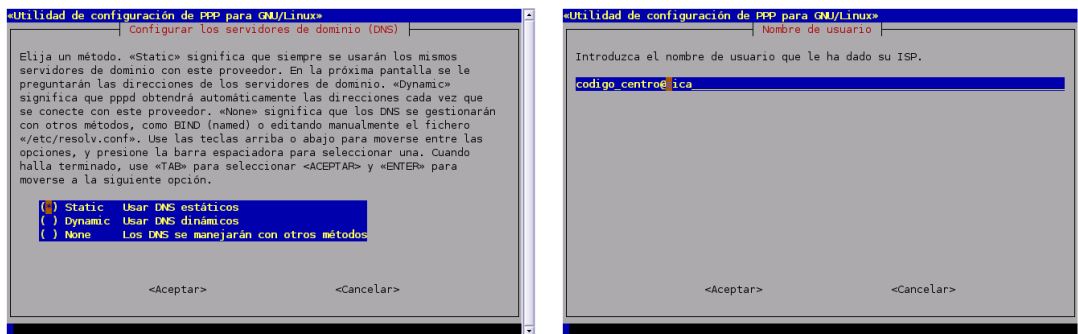 «Utilidad de configuración de PPP para GNU/Linux»
Configurar los servidores de dominio (DNS)
Elija un método. «Static» significa que siempre se usarán los mismos
servidores de dominio con este proveedor. En la próxima pantalla se le
preguntarán las direcciones de los servidores de dominio. «Dynamic»
significa que pppd obtendrá automáticamente las direcciones cada vez que
se conecte con este proveedor. «None» significa que los DNS se gestionarán
con otros métodos, como BIND (named) o editando manualmente el fichero
«/etc/resolv.conf». Use las teclas arriba o abajo para moverse entre las
opciones, y presione la barra espaciadora para seleccionar una. Cuando
halla terminado, use «TAB» para seleccionar <ACEPTAR> y «ENTER» para
moverse a la siguiente opción.
(*) Static Usar DNS estáticos
( ) Dynamic Usar DNS dinámicos
( ) None Los DNS se manejarán con otros métodos
<Aceptar> <Cancelar>
«Utilidad de configuración de PPP para GNU/Linux»
Nombre de usuario
Introduzca el nombre de usuario que le ha dado su ISP.
codigo_centro@ ica
<Aceptar> <Cancelar>